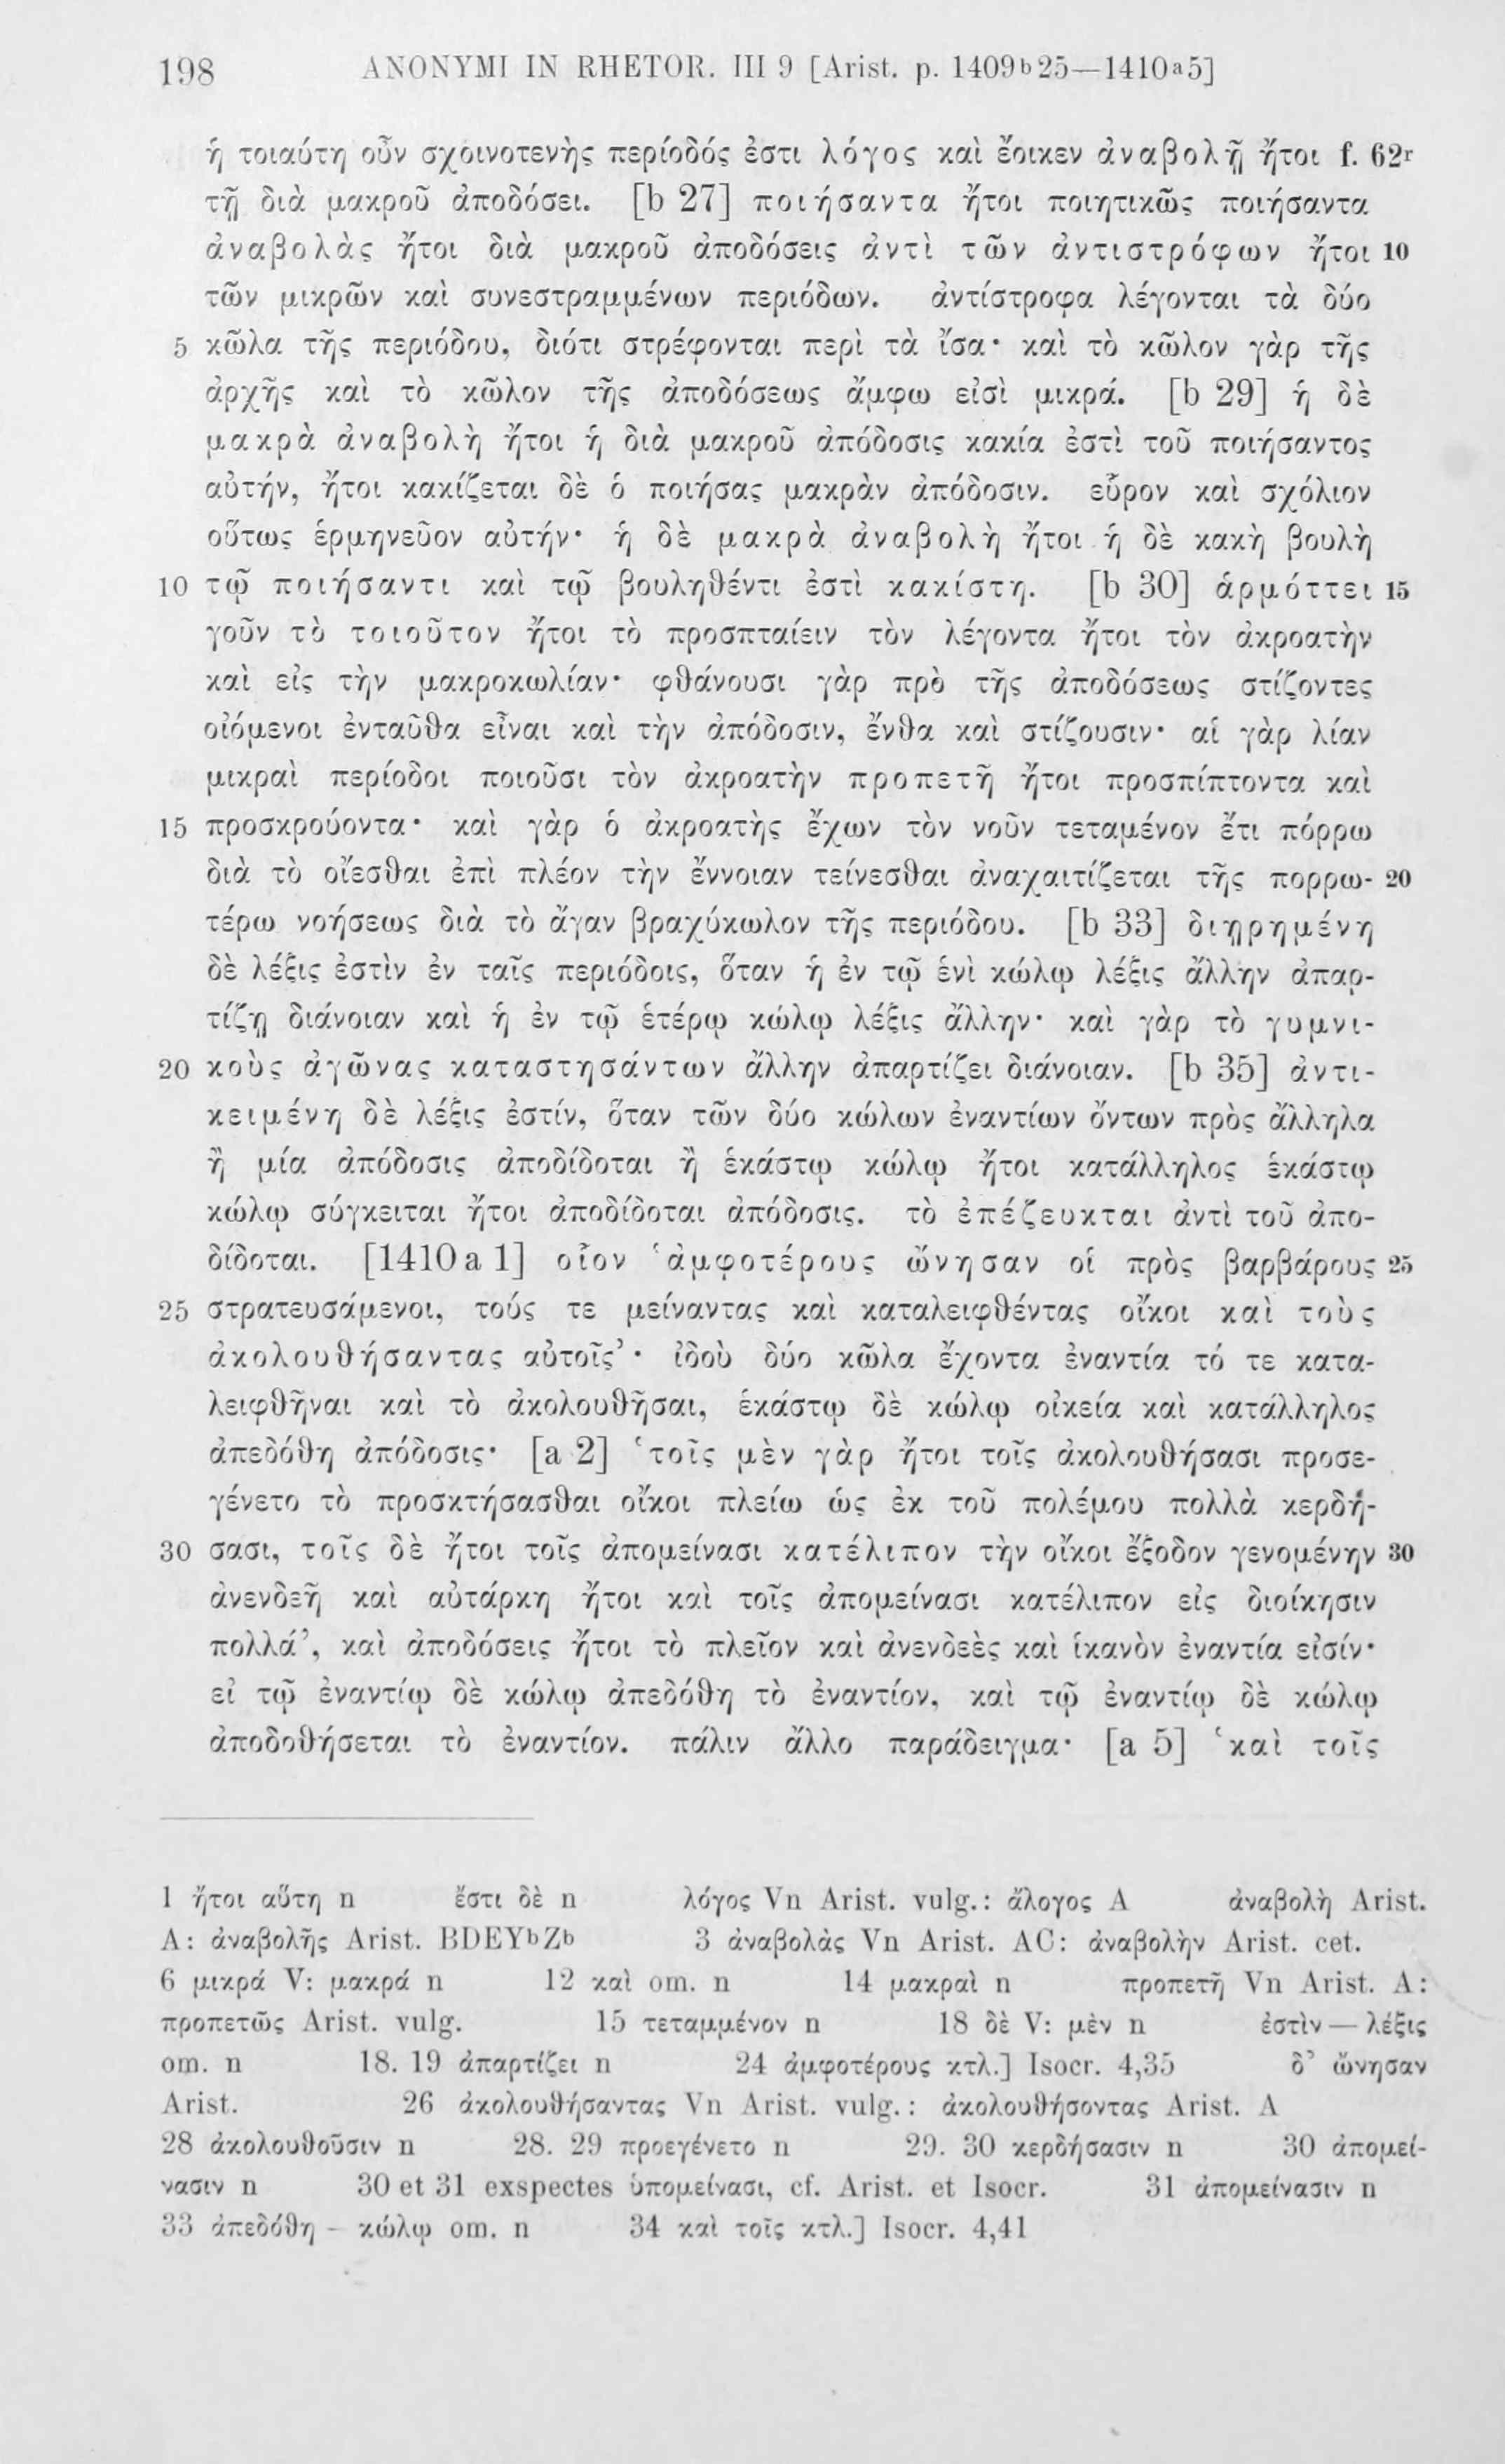 198 ANONYMI IN RHETOR. III 9 [Arist. p. 1409b25—1410a5]
ἡ τοιαύτη οὖν σχοινοτενὴς περίοδός ἐστι λόγος καὶ ἔοικεν ἀναβολῇ ἤτοι f. 62r
τῇ διὰ μακροῦ ἀποδόσει. [b 27] ποιήσαντα ἤτοι ποιητικῶς ποιήσαντα
ἀναβολὰς ἤτοι διὰ μακροῦ ἀποδόσεις ἀντὶ τῶν ἀντιστρόφων ἤτοι 10
τῶν μικρῶν καὶ συνεστραμμένων περιόδων. ἀντίστροφα λέγονται τὰ δύο
5 κῶλα τῆς περιόδου, διότι στρέφονται περὶ τὰ ἴσα· καὶ τὸ κῶλον γὰρ τῆς
ἀρχῆς καὶ τὸ κῶλον τῆς ἀποδόσεως ἄμφω εἰσὶ μικρά. [b 29] ἡ δὲ
μακρὰ ἀναβολὴ ἤτοι ἡ διὰ μακροῦ ἀπόδοσις κακία ἐστὶ τοῦ ποιήσαντος
αὐτήν, ἤτοι κακίζεται δὲ ὁ ποιήσας μακρὰν ἀπόδοσιν. εὗρον καὶ σχόλιον
οὕτως ἑρμηνεῦον αὐτήν· ἡ δὲ μακρὰ ἀναβολὴ ἤτοι ἡ δὲ κακὴ βουλὴ
10 τῷ ποιήσαντι καὶ τῷ βουληθέντι ἐστὶ κακίστη. [b 30] ἁρμόττει 15
γοῦν τὸ τοιοῦτον ἤτοι τὸ προσπταίειν τὸν λέγοντα ἤτοι τὸν ἀκροατὴν
καὶ εἰς τὴν μακροκωλίαν· φθάνουσι γὰρ πρὸ τῆς ἀποδόσεως στίζοντες
οἰόμενοι ἐνταῦθα εἶναι καὶ τὴν ἀπόδοσιν, ἔνθα καὶ στίζουσιν· αἱ γὰρ λίαν
μικραὶ περίοδοι ποιοῦσι τὸν ἀκροατὴν προπετῆ ἤτοι προσπίπτοντα καὶ
15 προσκρούοντα· καὶ γὰρ ὁ ἀκροατὴς ἔχων τὸν νοῦν τεταμένον ἔτι πόρρω
διὰ τὸ οἴεσθαι ἐπὶ πλέον τὴν ἔννοιαν τείνεσθαι ἀναχαιτίζεται τῆς πορρω- 20
τέρω νοήσεως διὰ τὸ ἄγαν βραχύκωλον τῆς περιόδου. [b 33] διῃρημένη
δὲ λέξις ἐστὶν ἐν ταῖς περιόδοις, ὅταν ἡ ἐν τῷ ἑνὶ κώλῳ λέξις ἄλλην ἀπαρ-
τίζῃ διάνοιαν καὶ ἡ ἐν τῷ ἑτέρῳ κώλῳ λέξις ἄλλην· καὶ γὰρ τὸ γυμνι-
20 κοὺς ἀγῶνας καταστησάντων ἄλλην ἀπαρτίζει διάνοιαν. [b 35] ἀντι-
κειμένη δὲ λέξις ἐστίν, ὅταν τῶν δύο κώλων ἐναντίων ὄντων πρὸς ἄλληλα
ἢ μία ἀπόδοσις ἀποδίδοται ἢ ἑκάστῳ κώλῳ ἤτοι κατάλληλος ἑκάστῳ
κώλῳ σύγκειται ἤτοι ἀποδίδοται ἀπόδοσις. τὸ ἐπέζευκται ἀντὶ τοῦ ἀπο-
δίδοται. [1410 a 1] οἷον ‘ἀμφοτέρους ὤνησαν οἱ πρὸς βαρβάρους 25
25 στρατευσάμενοι, τούς τε μείναντας καὶ καταλειφθέντας οἴκοι καὶ τοὺς
ἀκολουθήσαντας αὐτοῖς’· ἰδοὺ δύο κῶλα ἔχοντα ἐναντία τό τε κατα-
λειφθῆναι καὶ τὸ ἀκολουθῆσαι, ἑκάστῳ δὲ κώλῳ οἰκεία καὶ κατάλληλος
ἀπεδόθη ἀπόδοσις· [a 2] ‘τοῖς μὲν γὰρ ἤτοι τοῖς ἀκολουθήσασι προσε-
γένετο τὸ προσκτήσασθαι οἴκοι πλείω ὡς ἐκ τοῦ πολέμου πολλὰ κερδή-
30 σασι, τοῖς δὲ ἤτοι τοῖς ἀπομείνασι κατέλιπον τὴν οἴκοι ἔξοδον γενομένην 30
ἀνενδεῆ καὶ αὐτάρκη ἤτοι καὶ τοῖς ἀπομείνασι κατέλιπον εἰς διοίκησιν
πολλά’, καὶ ἀποδόσεις ἤτοι τὸ πλεῖον καὶ ἀνενδεὲς καὶ ἱκανὸν ἐναντία εἰσίν·
εἰ τῷ ἐναντίῳ δὲ κώλῳ ἀπεδόθη τὸ ἐναντίον, καὶ τῷ ἐναντίῳ δὲ κώλῳ
ἀποδοθήσεται τὸ ἐναντίον. πάλιν ἄλλο παράδειγμα· [a 5] ‘καὶ τοῖς
1 ἤτοι αὕτη n ἔστι δὲ n λόγος Vn Arist. vulg.: ἄλογος A ἀναβολὴ Arist.
A: ἀναβολῆς Arist. BDEYbZb 3 ἀναβολὰς Vn Arist. AC: ἀναβολὴν Arist. cet.
6 μικρά V: μακρά n 12 καὶ om. n 14 μακραὶ n προπετῆ Vn Arist. A:
προπετῶς Arist. vulg. 15 τεταμμένον n 18 δὲ V: μὲν n ἐστὶν — λέξις
om. n 18. 19 ἀπαρτίζει n 24 ἀμφοτέρους κτλ.] Isocr. 4,35 δ’ ὤνησαν
Arist. 26 ἀκολουθήσαντας Vn Arist. vulg.: ἀκολουθήσοντας Arist. A
28 ἀκολουθοῦσιν n 28. 29 προεγένετο n 29. 30 κερδήσασιν n 30 ἀπομεί-
νασιν n 30 et 31 exspectes ὑπομείνασι, cf. Arist. et Isocr. 31 ἀπομείνασιν n
33 ἀπεδόθη — κώλῳ om. n 34 καὶ τοῖς κτλ.] Isocr. 4,41